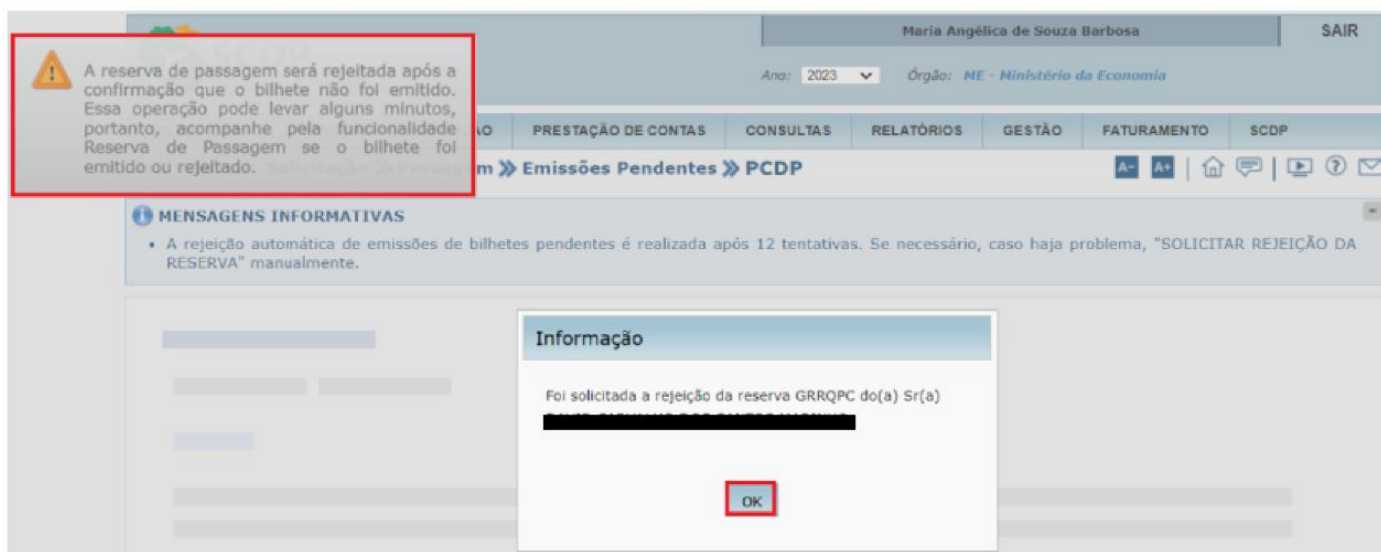 Maria Angélica de Souza Barbosa
SAIR
SCDP
Ano: 2023
Órgão: ME - Ministério da Economia
A reserva de passagem será rejeitada após a
confirmação que o bilhete não foi emitido.
Essa operação pode levar alguns minutos,
portanto, acompanhe pela funcionalidade
Reserva de Passagem se o bilhete foi
emitido ou rejeitado.
PRESTAÇÃO DE CONTAS CONSULTAS RELATÓRIOS GESTÃO FATURAMENTO SCDP
Solicitação » Passagem » Emissões Pendentes » PCDP
A- A+
MENSAGENS INFORMATIVAS
• A rejeição automática de emissões de bilhetes pendentes é realizada após 12 tentativas. Se necessário, caso haja problema, "SOLICITAR REJEIÇÃO DA
RESERVA" manualmente.
Informação
Foi solicitada a rejeição da reserva GRRQPC do(a) Sr(a)
OK